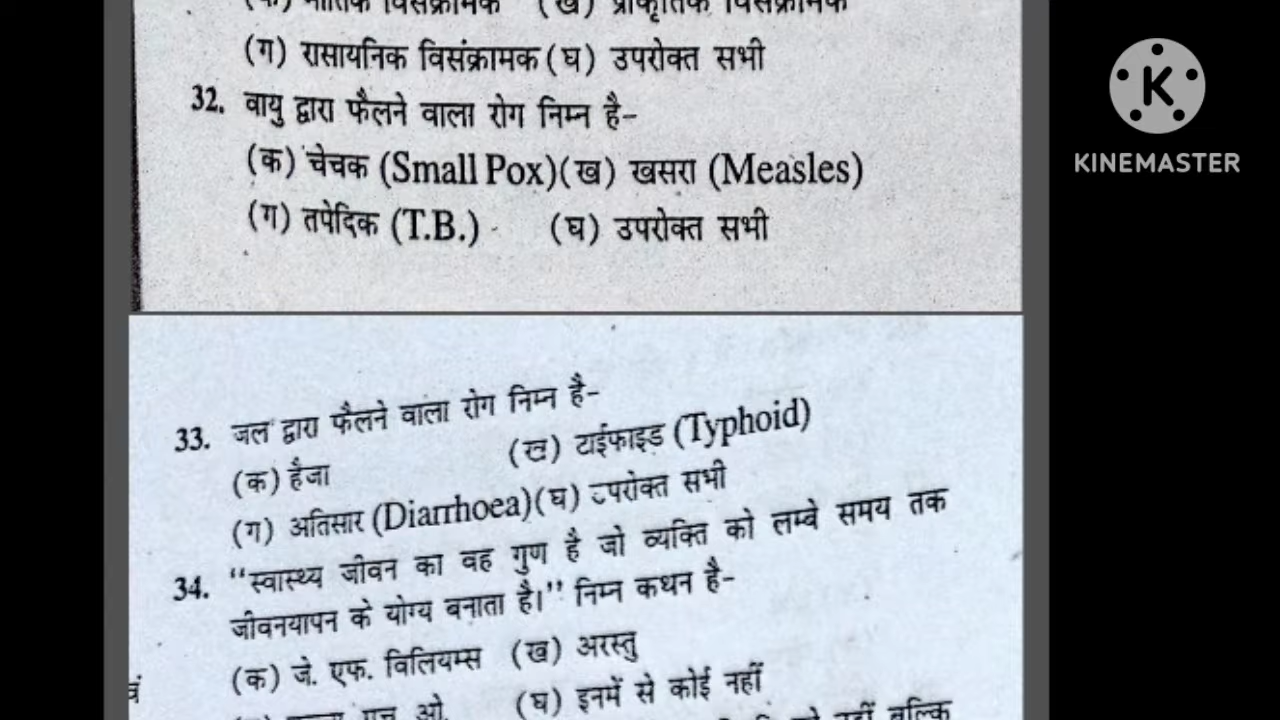 (ग) रासायनिक विसंक्रामक (घ) उपरोक्त सभी
32. वायु द्वारा फैलने वाला रोग निम्न है-
(क) चेचक (Small Pox) (ख) खसरा (Measles)
(ग) तपेदिक (T.B.) (घ) उपरोक्त सभी
33. जल द्वारा फैलने वाला रोग निम्न है-
(क) हैजा (ख) टाईफाइड (Typhoid)
(ग) अतिसार (Diarrhoea) (घ) उपरोक्त सभी
34. “स्वास्थ्य जीवन का वह गुण है जो व्यक्ति को लम्बे समय तक
जीवनयापन के योग्य बनाता है।” निम्न कथन है-
(क) जे. एफ. विलियम्स (ख) अरस्तु
(घ) इनमें से कोई नहीं
KINEMASTER